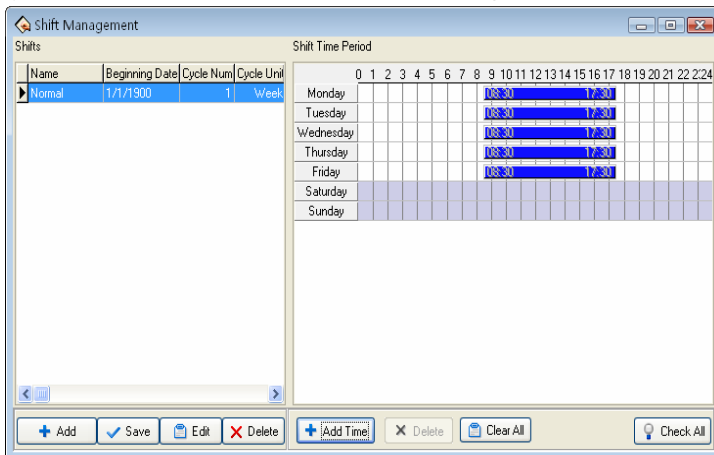 Shift Management
Shifts
Shift Time Period
Name Beginning Date Cycle Num Cycle Unit
Normal 1/1/1900 1 Week
0 1 2 3 4 5 6 7 8 9 10 11 12 13 14 15 16 17 18 19 20 21 22 2324
Monday 08:30 17:30
Tuesday 08:30 17:30
Wednesday 08:30 17:30
Thursday 08:30 17:30
Friday 08:30 17:30
Saturday
Sunday
Add Save Edit Delete Add Time Delete Clear All Check All